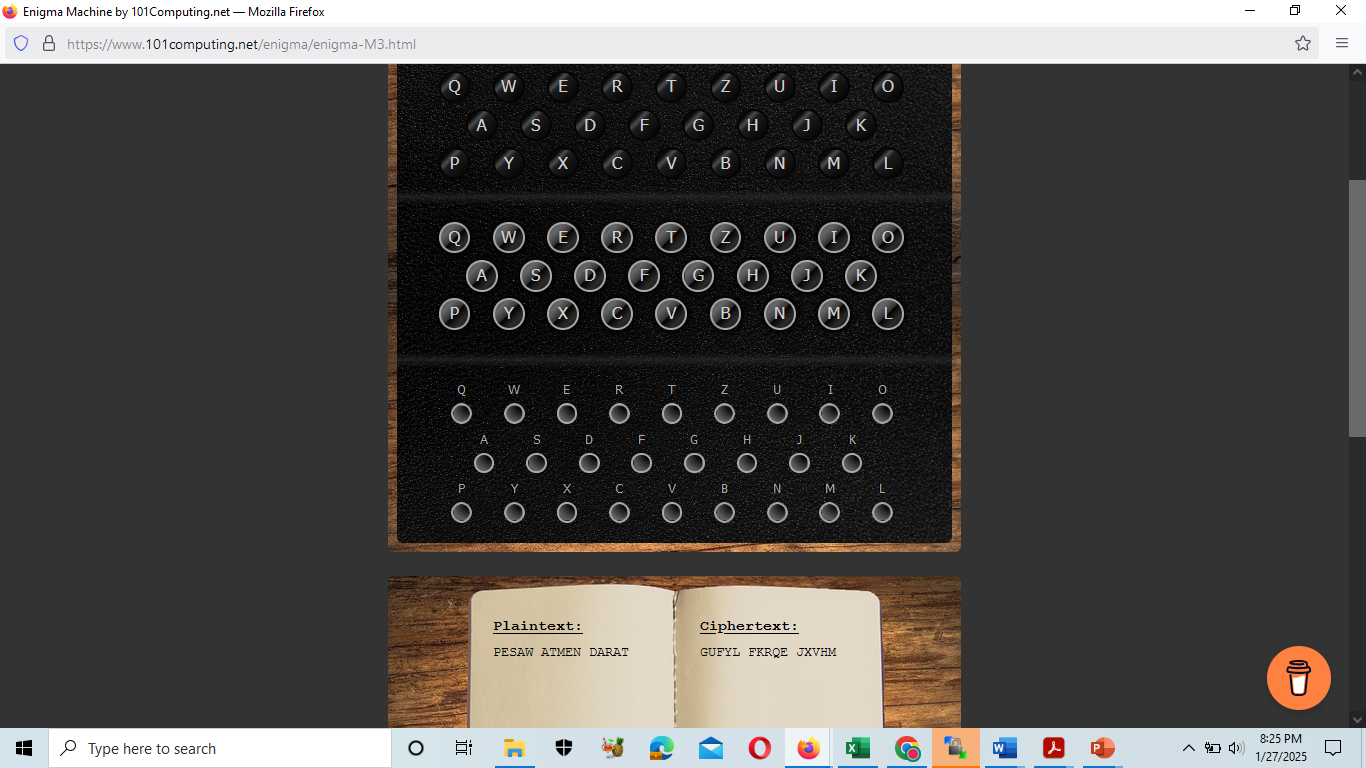 Enigma Machine by 101Computing.net — Mozilla Firefox
https://www.101computing.net/enigma/enigma-M3.html
Q W E R T Z U I O
A S D F G H J K
P Y X C V B N M L
Q W E R T Z U I O
A S D F G H J K
P Y X C V B N M L
Q W E R T Z U I O
A S D F G H J K
P Y X C V B N M L
Plaintext: Ciphertext:
PESAW ATMEN DARAT GUFYL FKRQE JXVHM
Type here to search
8:25 PM
1/27/2025